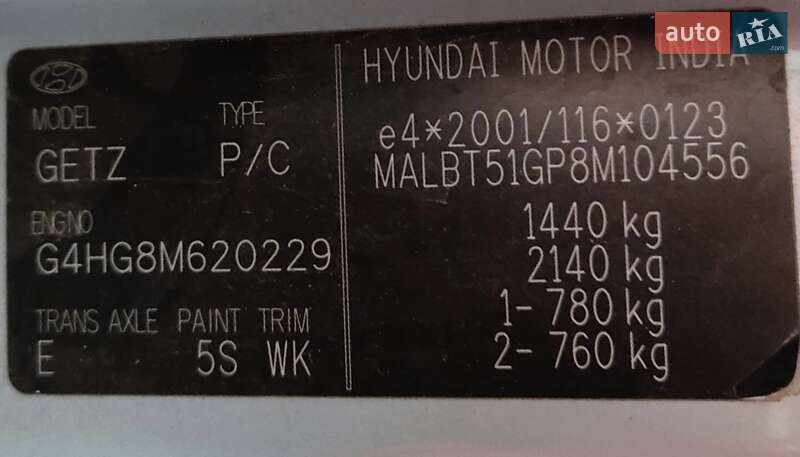 auto RIA.com
HYUNDAI MOTOR INDIA
MODEL TYPE
GETZ P/C
ENG NO
G4HG8M620229
TRANS AXLE PAINT TRIM
E 5S WK
e4*2001/116*0123
MALBT51GP8M104556
1440 kg
2140 kg
1- 780 kg
2- 760 kg